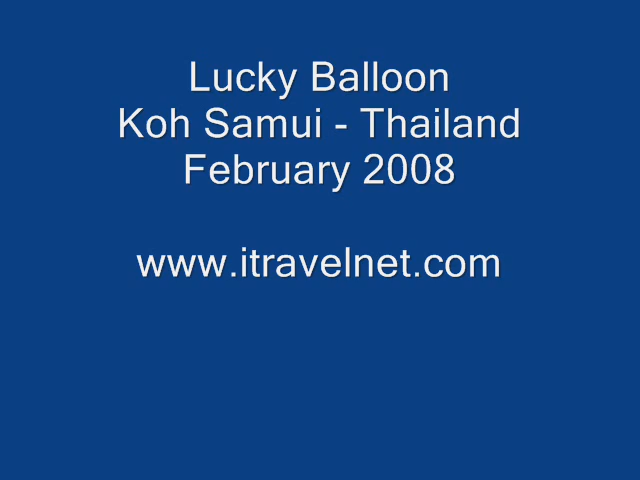 Lucky Balloon
Koh Samui - Thailand
February 2008
www.itravelnet.com